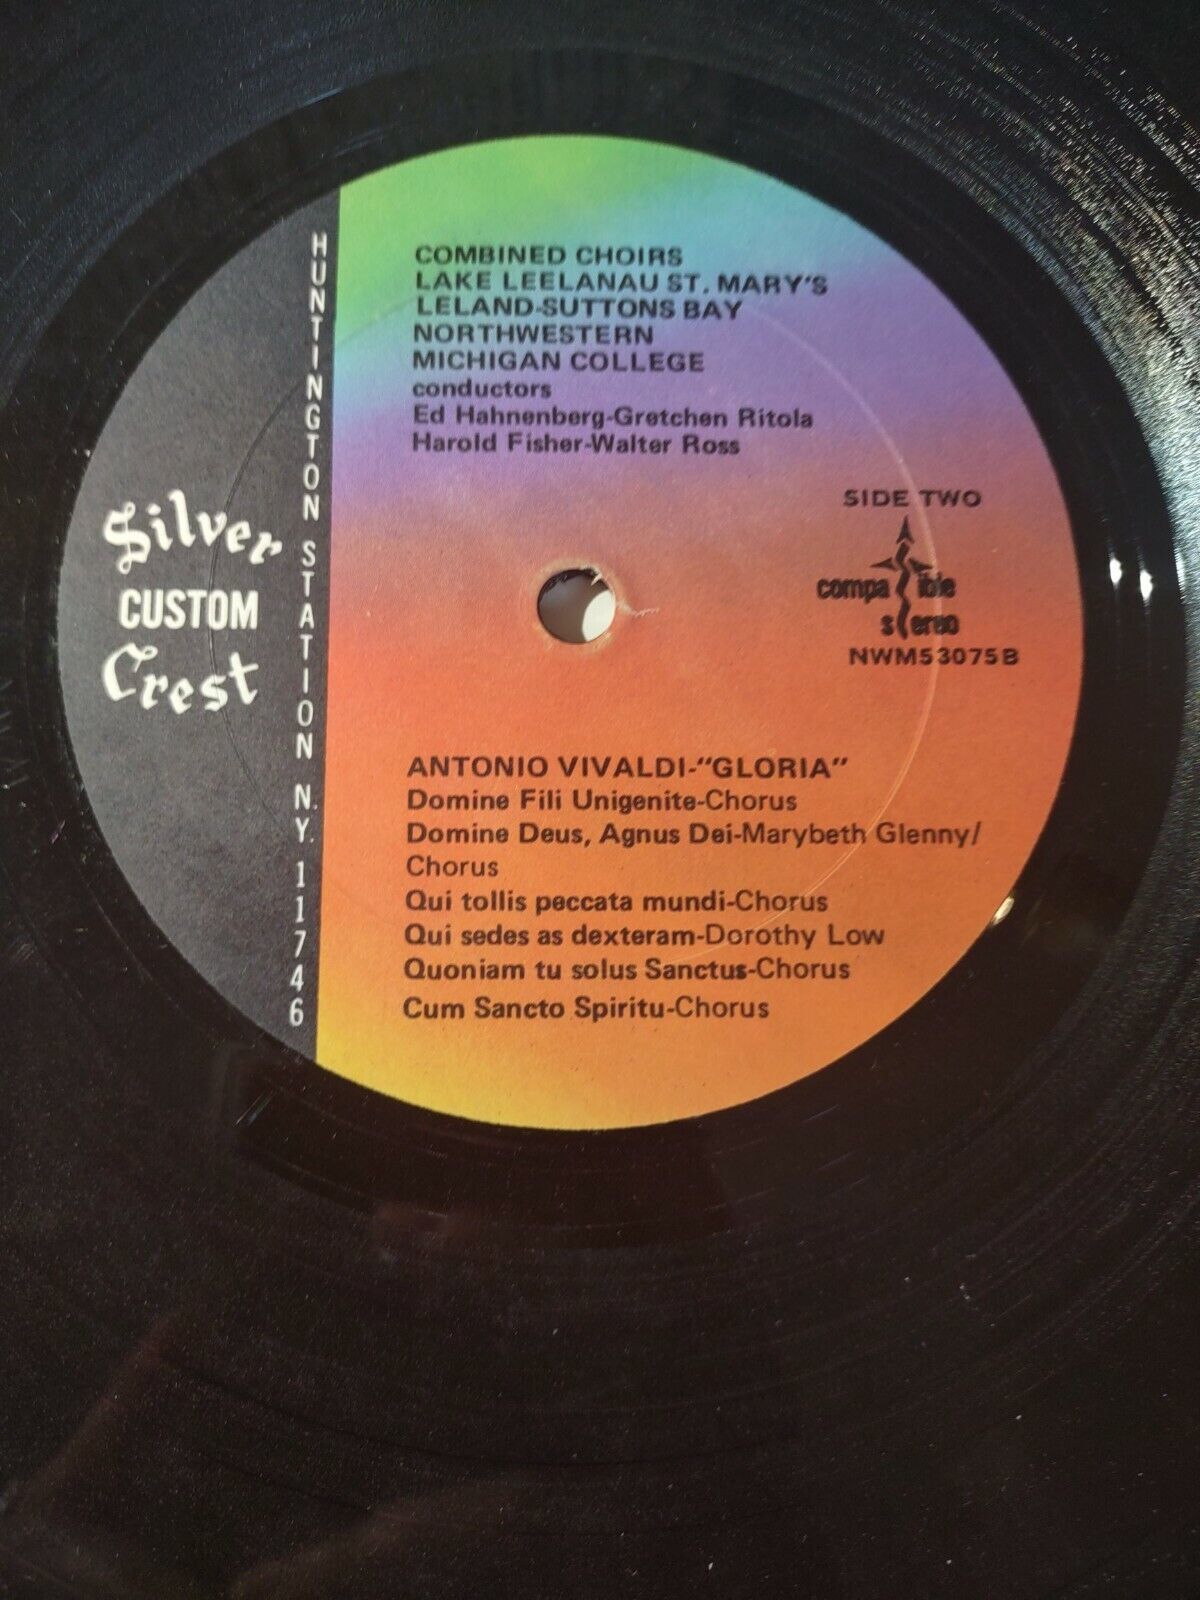 COMBINED CHOIRS
LAKE LEELANAU ST. MARY'S
LELAND-SUTTONS BAY
NORTHWESTERN
MICHIGAN COLLEGE
conductors
Ed Hahnenberg-Gretchen Ritola
Harold Fisher-Walter Ross
SIDE TWO
compatible
stereo
NWM53075B
Silver
CUSTOM
Crest
HUNTINGTON STATION N.Y. 11746
ANTONIO VIVALDI-"GLORIA"
Domine Fili Unigenite-Chorus
Domine Deus, Agnus Dei-Marybeth Glenny/
Chorus
Qui tollis peccata mundi-Chorus
Qui sedes as dexteram-Dorothy Low
Quoniam tu solus Sanctus-Chorus
Cum Sancto Spiritu-Chorus